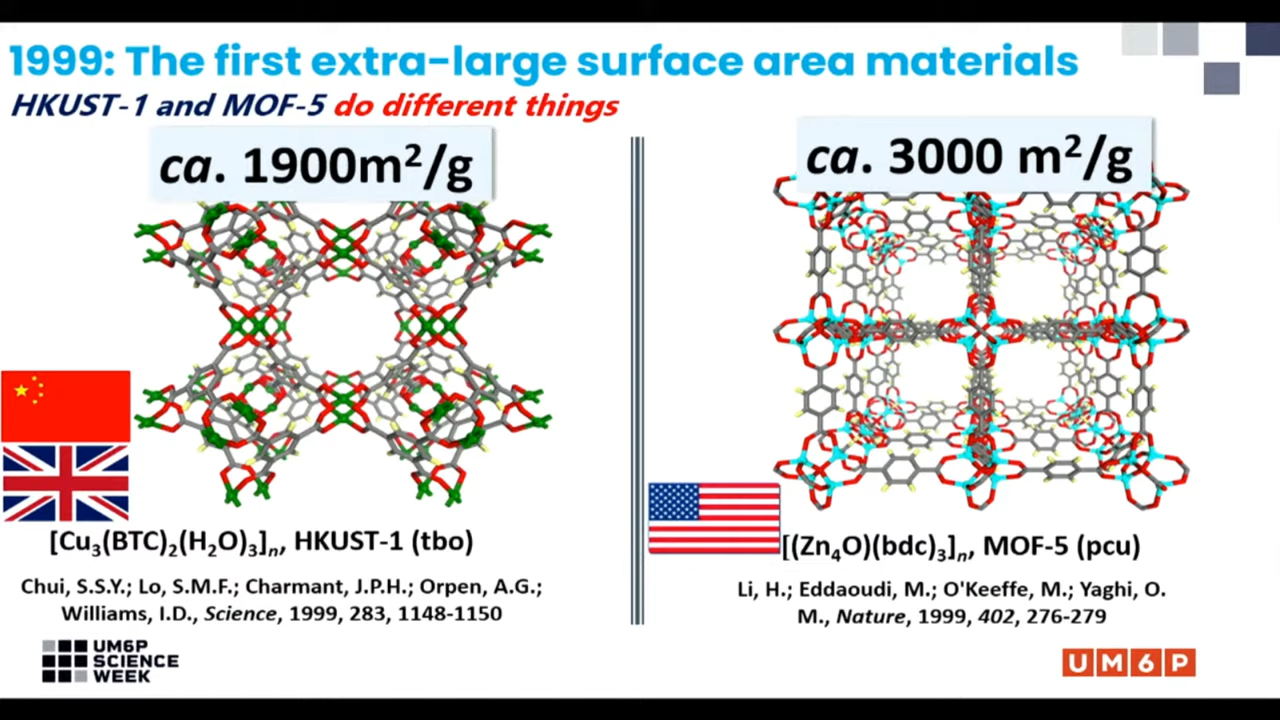 1999: The first extra-large surface area materials
HKUST-1 and MOF-5 do different things
ca. 1900m²/g
ca. 3000 m²/g
[Cu₃(BTC)₂(H₂O)₃]ₙ, HKUST-1 (tbo)
Chui, S.S.Y.; Lo, S.M.F.; Charmant, J.P.H.; Orpen, A.G.;
Williams, I.D., Science, 1999, 283, 1148-1150
[(Zn₄O)(bdc)₃]ₙ, MOF-5 (pcu)
Li, H.; Eddaoudi, M.; O'Keeffe, M.; Yaghi, O.
M., Nature, 1999, 402, 276-279
UM6P
SCIENCE
WEEK
UM6P